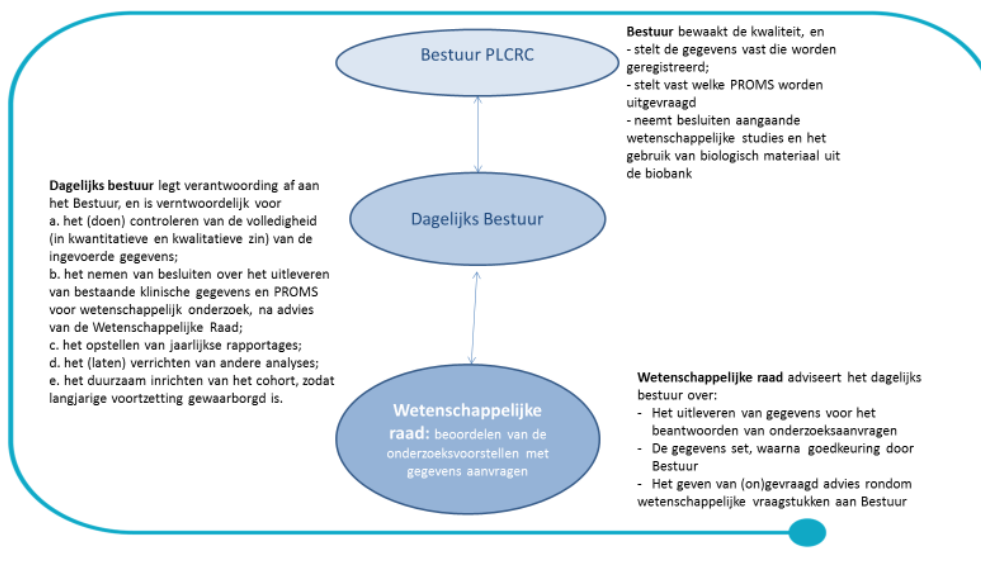 Bestuur PLCRC
Bestuur bewaakt de kwaliteit, en
- stelt de gegevens vast die worden
geregistreerd;
- stelt vast welke PROMS worden
uitgevraagd
- neemt besluiten aangaande
wetenschappelijke studies en het
gebruik van biologisch materiaal uit
de biobank
Dagelijks bestuur legt verantwoording af aan
het Bestuur, en is verntwoordelijk voor
a. het (doen) controleren van de volledigheid
(in kwantitatieve en kwalitatieve zin) van de
ingevoerde gegevens;
b. het nemen van besluiten over het uitleveren
van bestaande klinische gegevens en PROMS
voor wetenschappelijk onderzoek, na advies
van de Wetenschappelijke Raad;
c. het opstellen van jaarlijkse rapportages;
d. het (laten) verrichten van andere analyses;
e. het duurzaam inrichten van het cohort, zodat
langjarige voortzetting gewaarborgd is.
Dagelijks Bestuur
Wetenschappelijke
raad: beoordelen van de
onderzoeksvoorstellen met
gegevens aanvragen
Wetenschappelijke raad adviseert het dagelijks
bestuur over:
- Het uitleveren van gegevens voor het
beantwoorden van onderzoeksaanvragen
- De gegevens set, waarna goedkeuring door
Bestuur
- Het geven van (on)gevraagd advies rondom
wetenschappelijke vraagstukken aan Bestuur